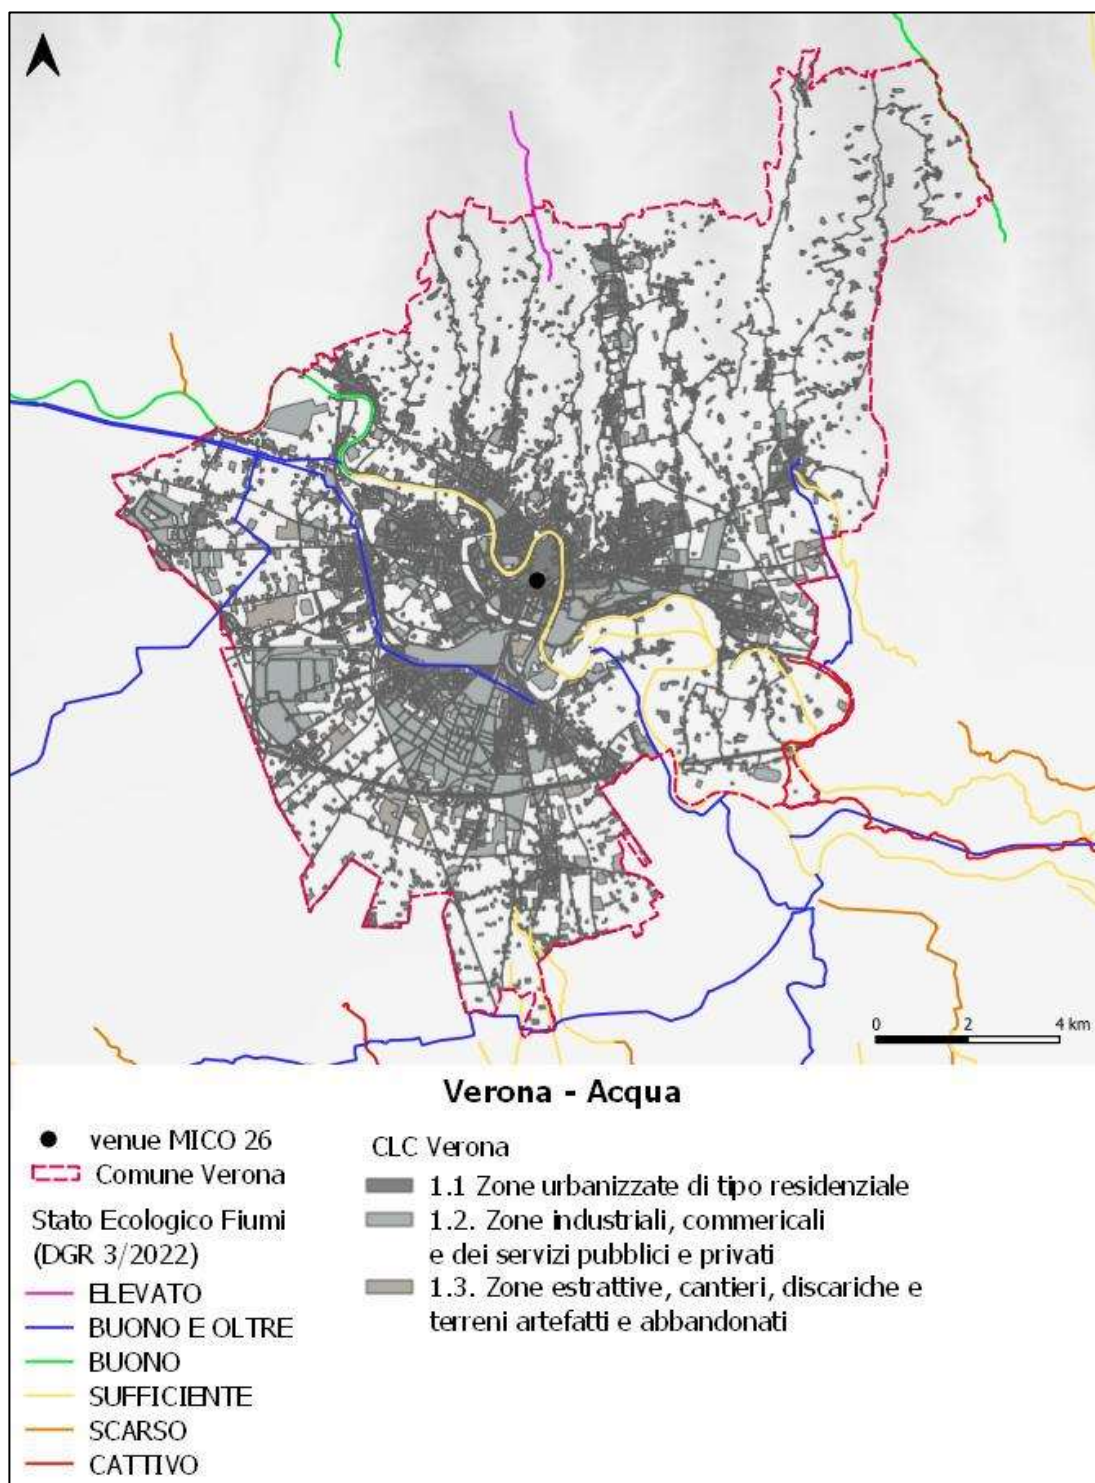 0 2 4 km
Verona - Acqua
venue MICO 26
Comune Verona
Stato Ecologico Fiumi
(DGR 3/2022)
ELEVATO
BUONO E OLTRE
BUONO
SUFFICIENTE
SCARSO
CATTIVO
CLC Verona
1.1 Zone urbanizzate di tipo residenziale
1.2. Zone industriali, commericali
e dei servizi pubblici e privati
1.3. Zone estrattive, cantieri, discariche e
terreni artefatti e abbandonati